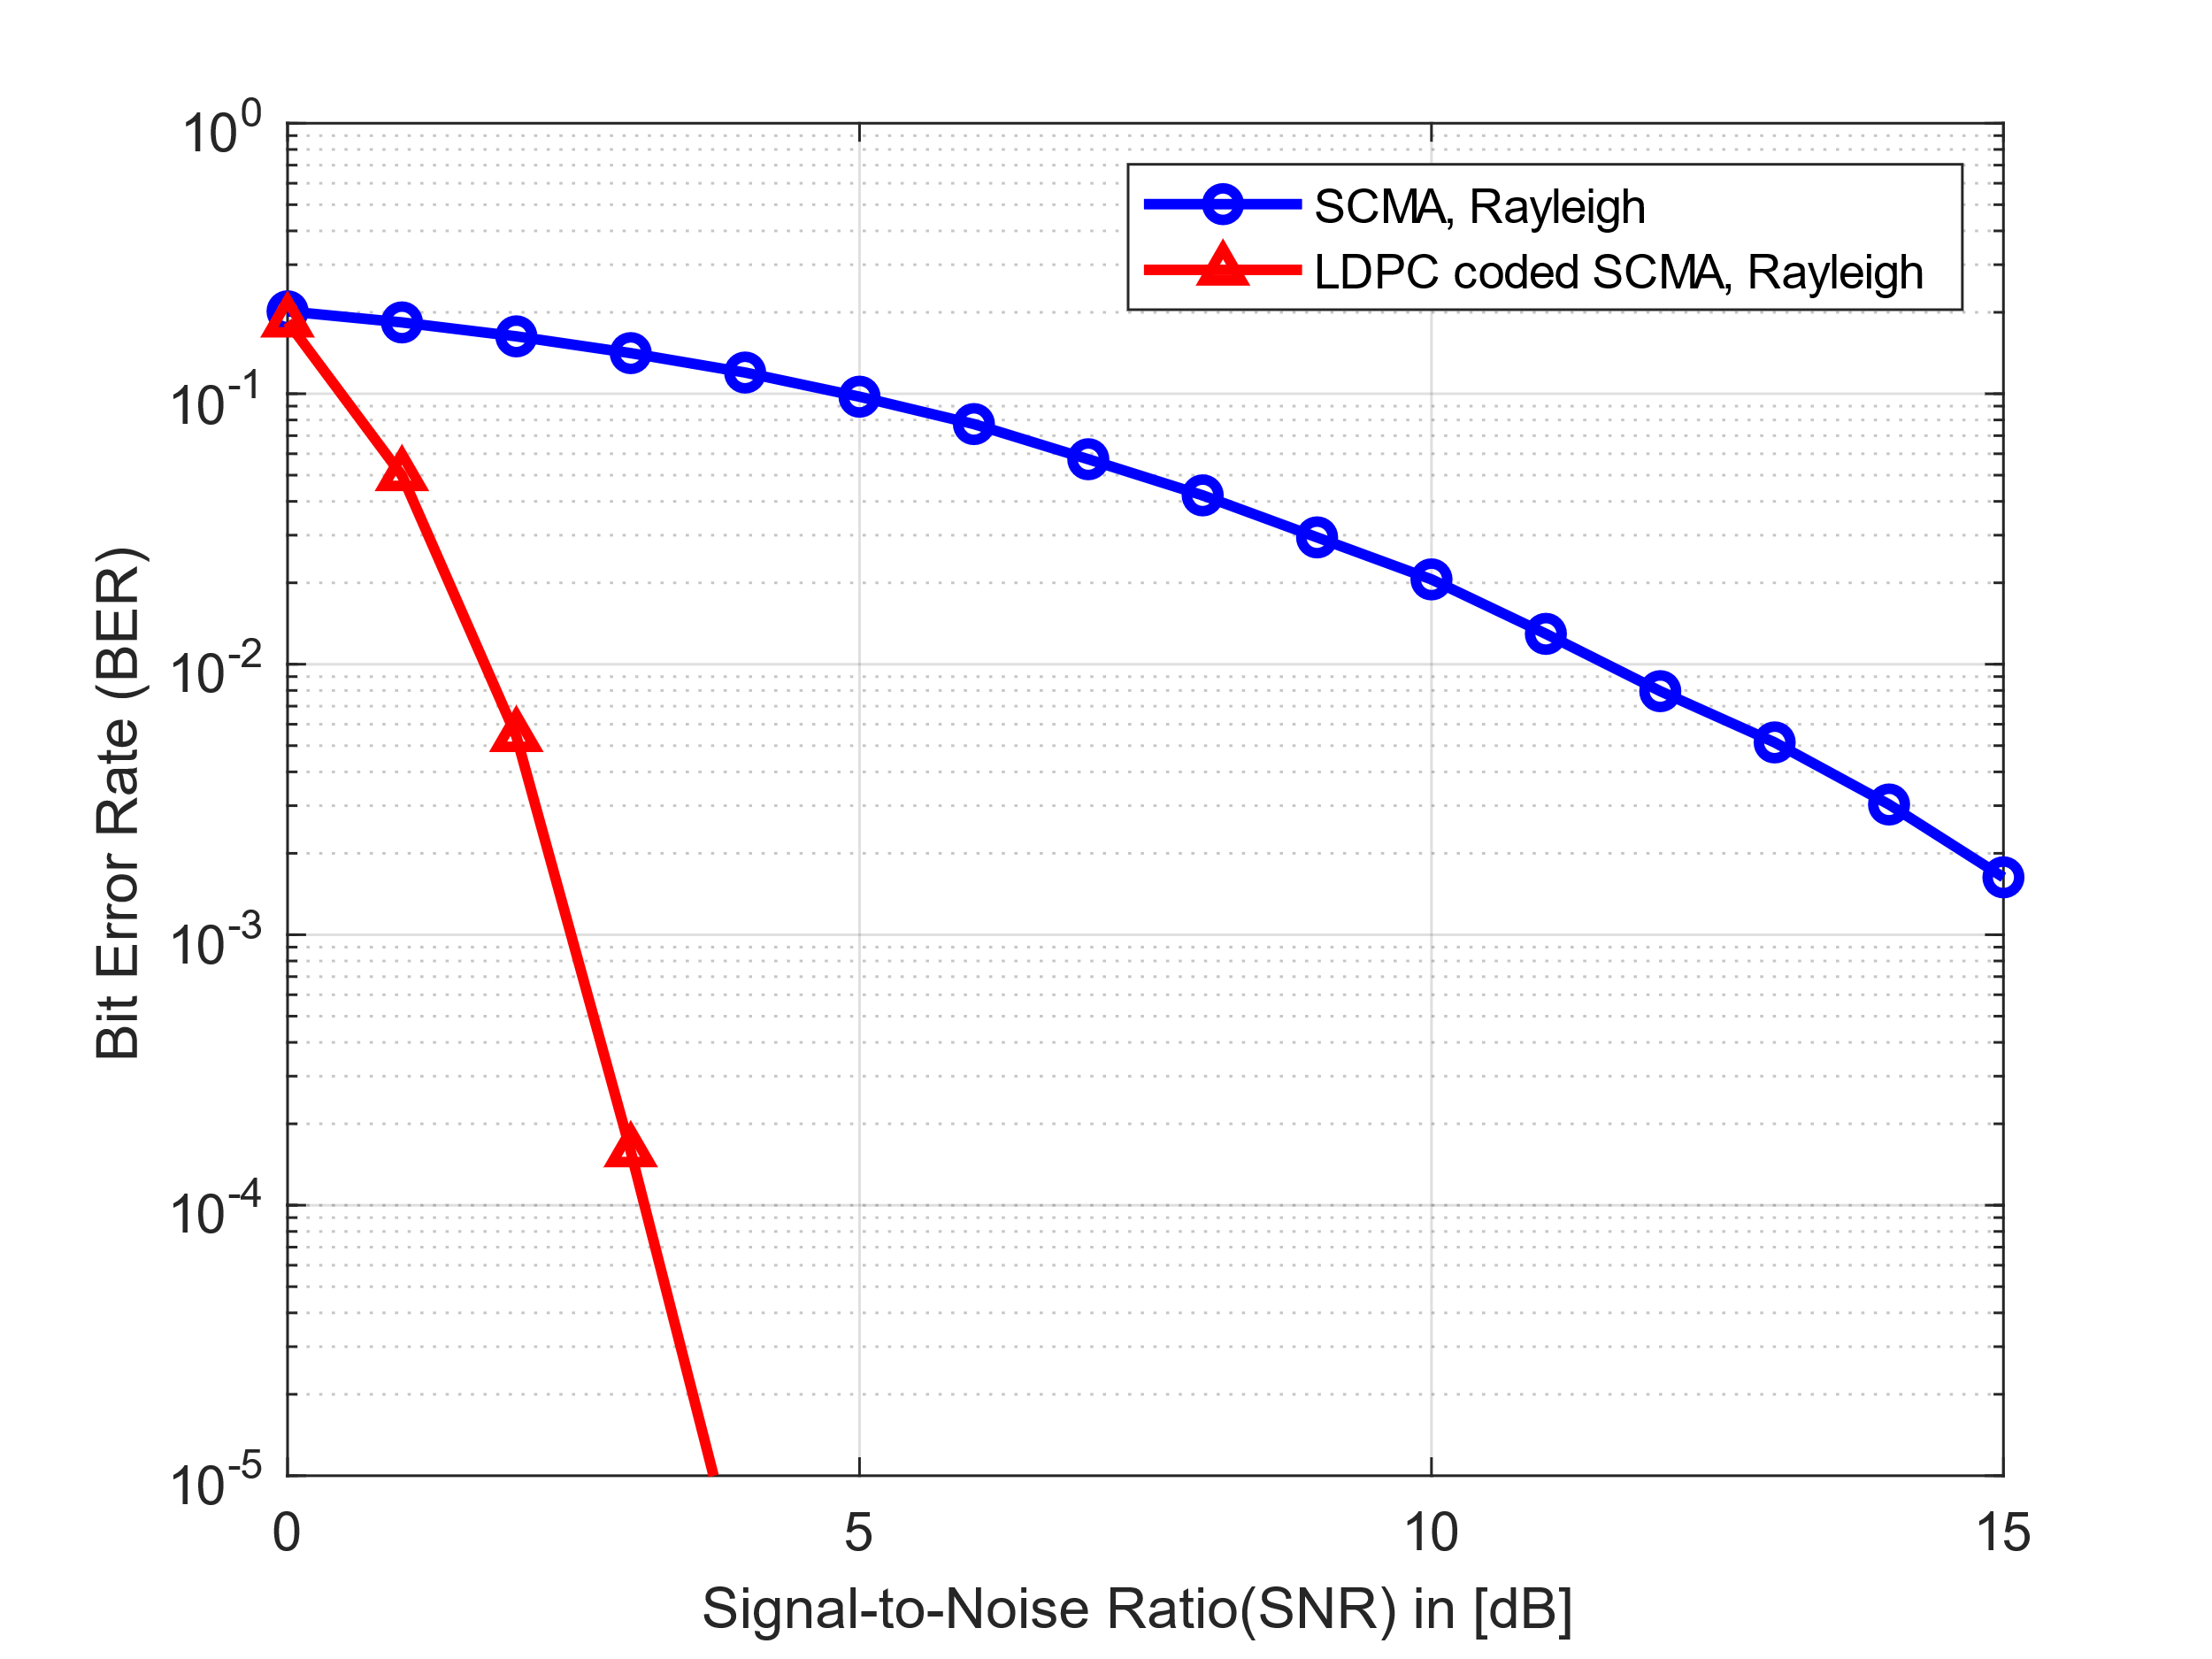 10^0
SCMA, Rayleigh
LDPC coded SCMA, Rayleigh
10^-1
10^-2
10^-3
10^-4
10^-5
Bit Error Rate (BER)
0 5 10 15
Signal-to-Noise Ratio(SNR) in [dB]